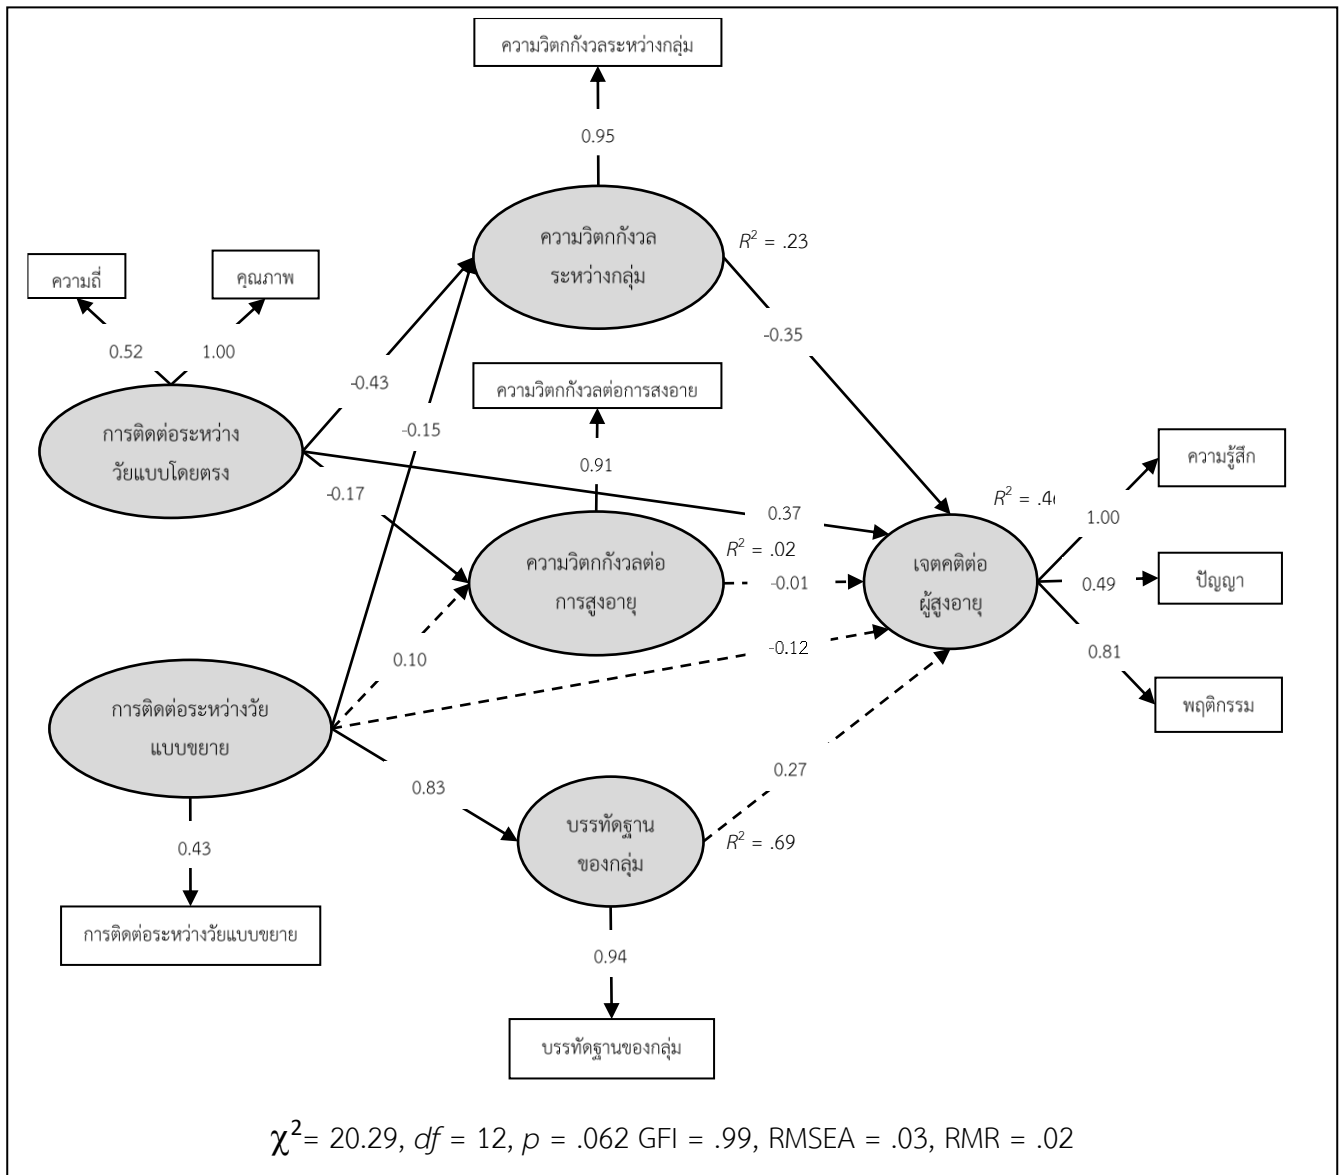 ความวิตกกังวลระหว่างกลุ่ม
0.95
ความวิตกกังวล
ระหว่างกลุ่ม
R² = .23
ความถี่
คุณภาพ
0.52
1.00
-0.35
-0.43
ความวิตกกังวลต่อการสูงอายุ
การติดต่อระหว่าง
วัยแบบโดยตรง
-0.15
0.91
-0.17
ความรู้สึก
R² = .46
1.00
0.37
R² = .02
ความวิตกกังวลต่อ
การสูงอายุ
-0.01
เจตคติต่อ
ผู้สูงอายุ
0.49
ปัญญา
0.10
-0.12
0.81
การติดต่อระหว่างวัย
แบบขยาย
พฤติกรรม
0.83
0.27
บรรทัดฐาน
ของกลุ่ม
R² = .69
0.43
การติดต่อระหว่างวัยแบบขยาย
0.94
บรรทัดฐานของกลุ่ม
χ²= 20.29, df = 12, p = .062 GFI = .99, RMSEA = .03, RMR = .02